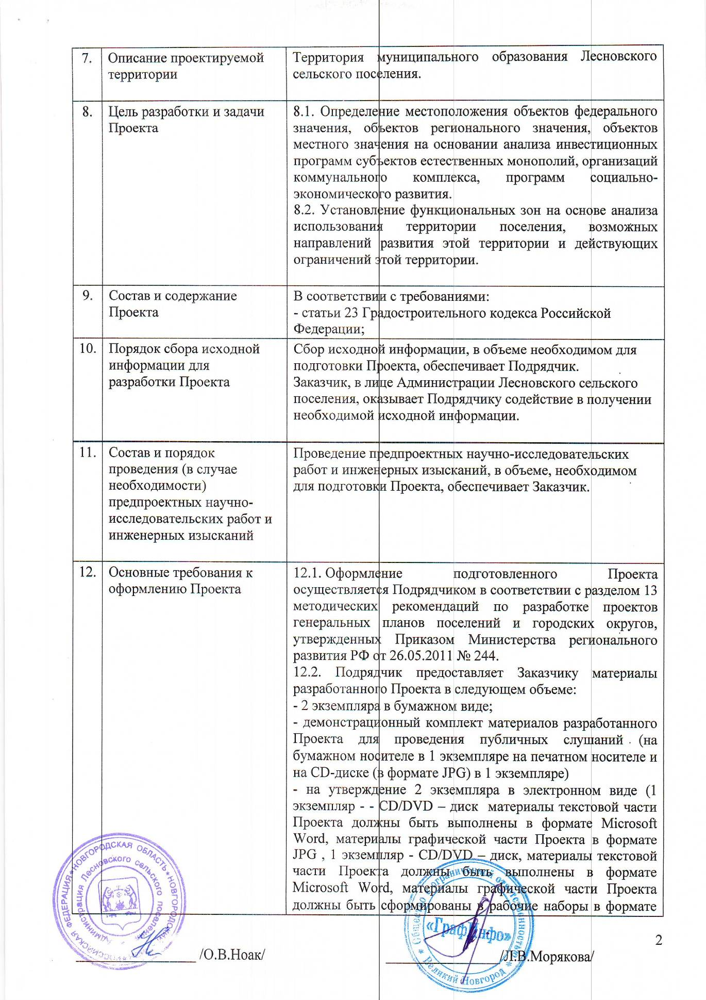 7.
Описание проектируемой
территории
Территория муниципального образования Лесновского
сельского поселения.
8.
Цель разработки и задачи
Проекта
8.1. Определение местоположения объектов федерального
значения, объектов регионального значения, объектов
местного значения на основании анализа инвестиционных
программ субъектов естественных монополий, организаций
коммунального комплекса, программ социально-
экономического развития.
8.2. Установление функциональных зон на основе анализа
использования территории поселения, возможных
направлений развития этой территории и действующих
ограничений этой территории.
9.
Состав и содержание
Проекта
В соответствии с требованиями:
- статьи 23 Градостроительного кодекса Российской
Федерации;
10.
Порядок сбора исходной
информации для
разработки Проекта
Сбор исходной информации, в объеме необходимом для
подготовки Проекта, обеспечивает Подрядчик.
Заказчик, в лице Администрации Лесновского сельского
поселения, оказывает Подрядчику содействие в получении
необходимой исходной информации.
11.
Состав и порядок
проведения (в случае
необходимости)
предпроектных научно-
исследовательских работ и
инженерных изысканий
Проведение предпроектных научно-исследовательских
работ и инженерных изысканий, в объеме, необходимом
для подготовки Проекта, обеспечивает Заказчик.
12.
Основные требования к
оформлению Проекта
12.1. Оформление подготовленного Проекта
осуществляется Подрядчиком в соответствии с разделом 13
методических рекомендаций по разработке проектов
генеральных планов поселений и городских округов,
утвержденных Приказом Министерства регионального
развития РФ от 26.05.2011 № 244.
12.2. Подрядчик предоставляет Заказчику материалы
разработанного Проекта в следующем объеме:
- 2 экземпляра в бумажном виде;
- демонстрационный комплект материалов разработанного
Проекта для проведения публичных слушаний (на
бумажном носителе в 1 экземпляре на печатном носителе и
на CD-диске (в формате JPG) в 1 экземпляре)
- на утверждение 2 экземпляра в электронном виде (1
экземпляр - - CD/DVD – диск материалы текстовой части
Проекта должны быть выполнены в формате Microsoft
Word, материалы графической части Проекта в формате
JPG , 1 экземпляр - CD/DVD – диск, материалы текстовой
части Проекта должны быть выполнены в формате
Microsoft Word, материалы графической части Проекта
должны быть сформированы в рабочие наборы в формате
2
/О.В.Ноак/
/Л.В.Морякова/
РОССИЙСКАЯ ФЕДЕРАЦИЯ * НОВГОРОДСКАЯ ОБЛАСТЬ * НОВГОРОДСКИЙ
Администрация Лесновского сельского поселения
Общество с ограниченной ответственностью
«ГрафИнфо»
* Великий Новгород *